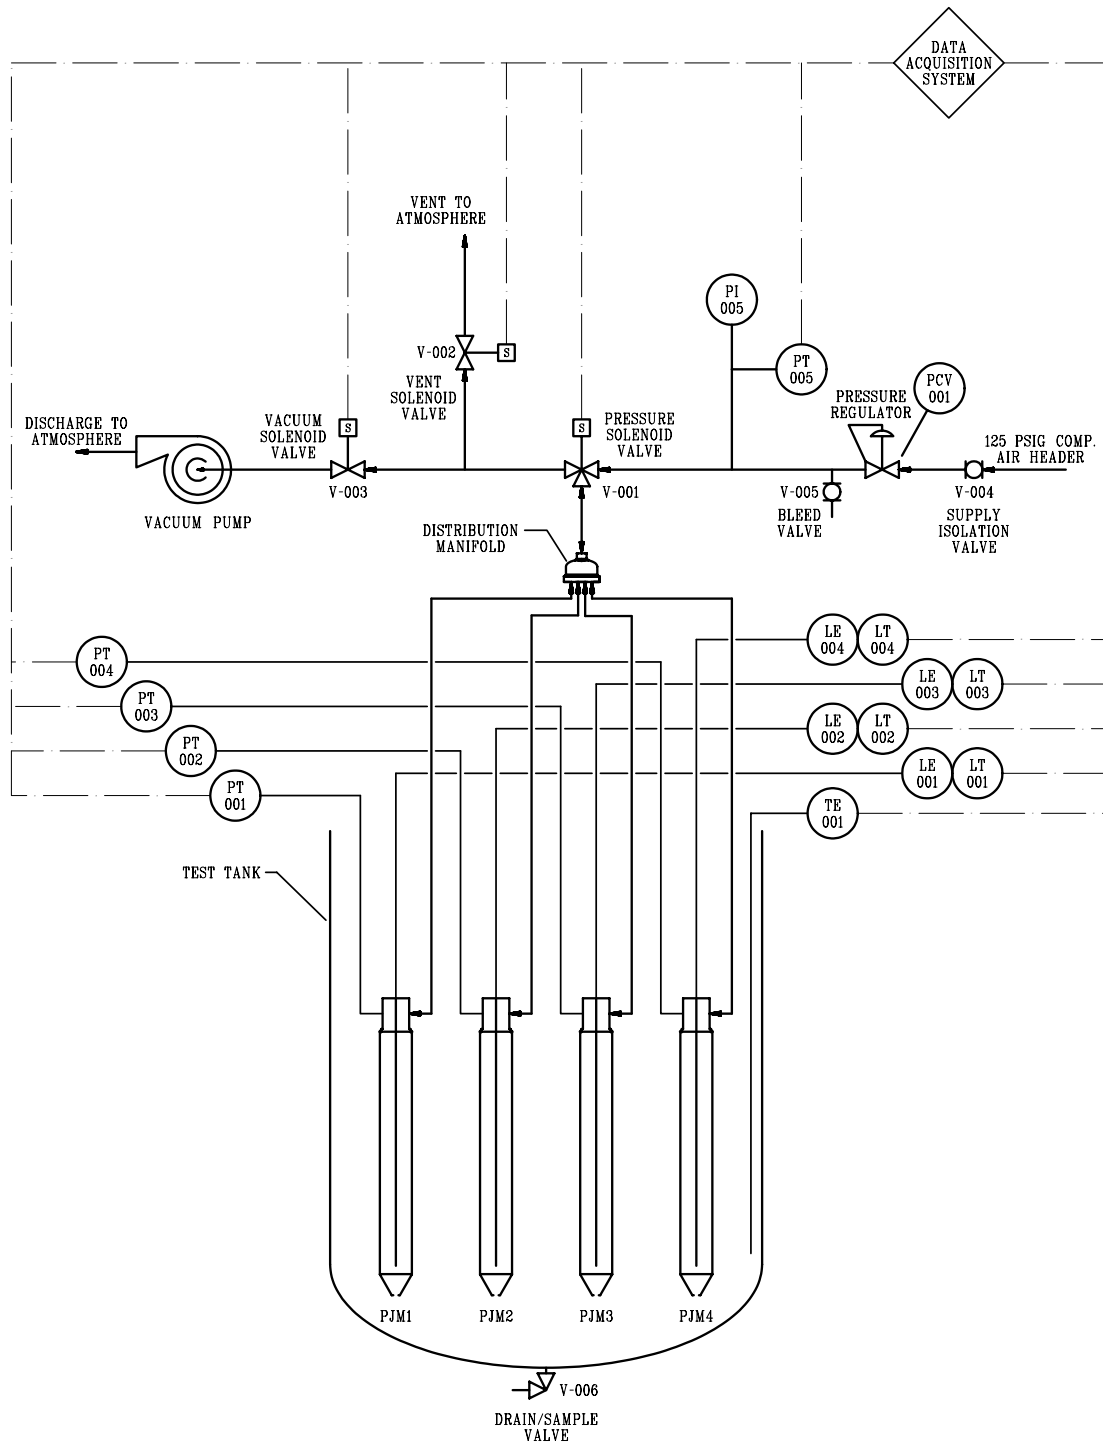 DATA
ACQUISITION
SYSTEM
VENT TO
ATMOSPHERE
PI
005
V-002
S
PT
005
VENT
SOLENOID
VALVE
PCV
001
PRESSURE
REGULATOR
DISCHARGE TO
ATMOSPHERE
VACUUM
SOLENOID
VALVE
S
S
PRESSURE
SOLENOID
VALVE
125 PSIG COMP.
AIR HEADER
V-003
V-001
V-005
V-004
VACUUM PUMP
BLEED
VALVE
SUPPLY
ISOLATION
VALVE
DISTRIBUTION
MANIFOLD
LE
004
LT
004
PT
004
LE
003
LT
003
PT
003
LE
002
LT
002
PT
002
LE
001
LT
001
PT
001
TE
001
TEST TANK
PJM1
PJM2
PJM3
PJM4
V-006
DRAIN/SAMPLE
VALVE